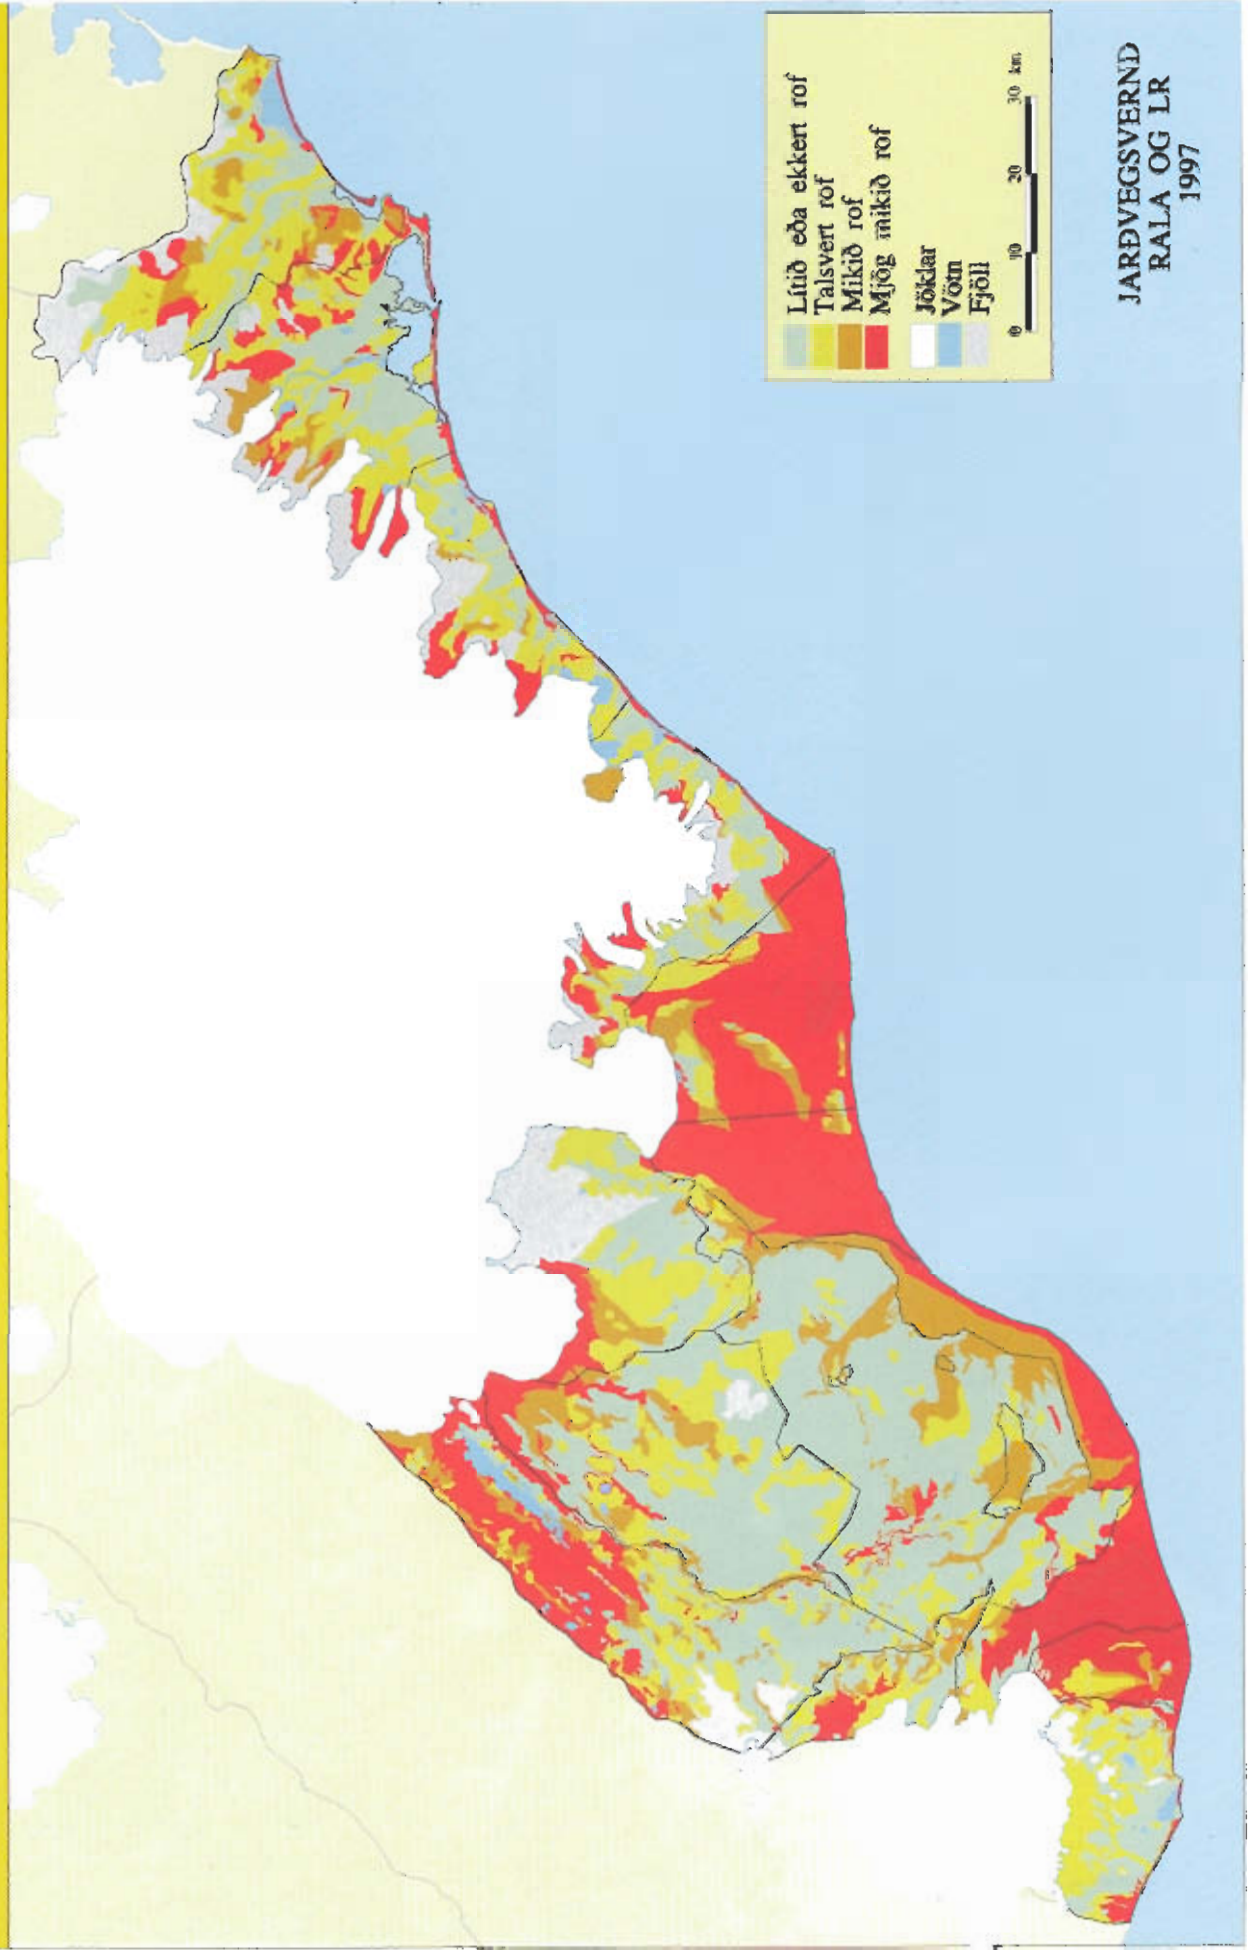 Lítið eða ekkert rof
Talsvert rof
Mikið rof
Mjög mikið rof
Jöklar
Vötn
Fjöll
0 10 20 30 km
JARÐVEGSVERND
RALA OG LR
1997